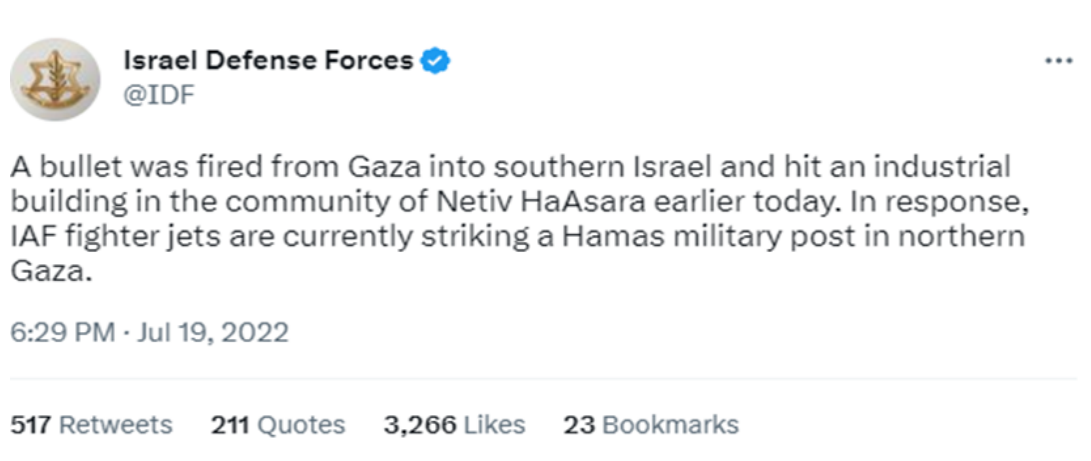 Israel Defense Forces
@IDF
A bullet was fired from Gaza into southern Israel and hit an industrial
building in the community of Netiv HaAsara earlier today. In response,
IAF fighter jets are currently striking a Hamas military post in northern
Gaza.
6:29 PM · Jul 19, 2022
517 Retweets 211 Quotes 3,266 Likes 23 Bookmarks